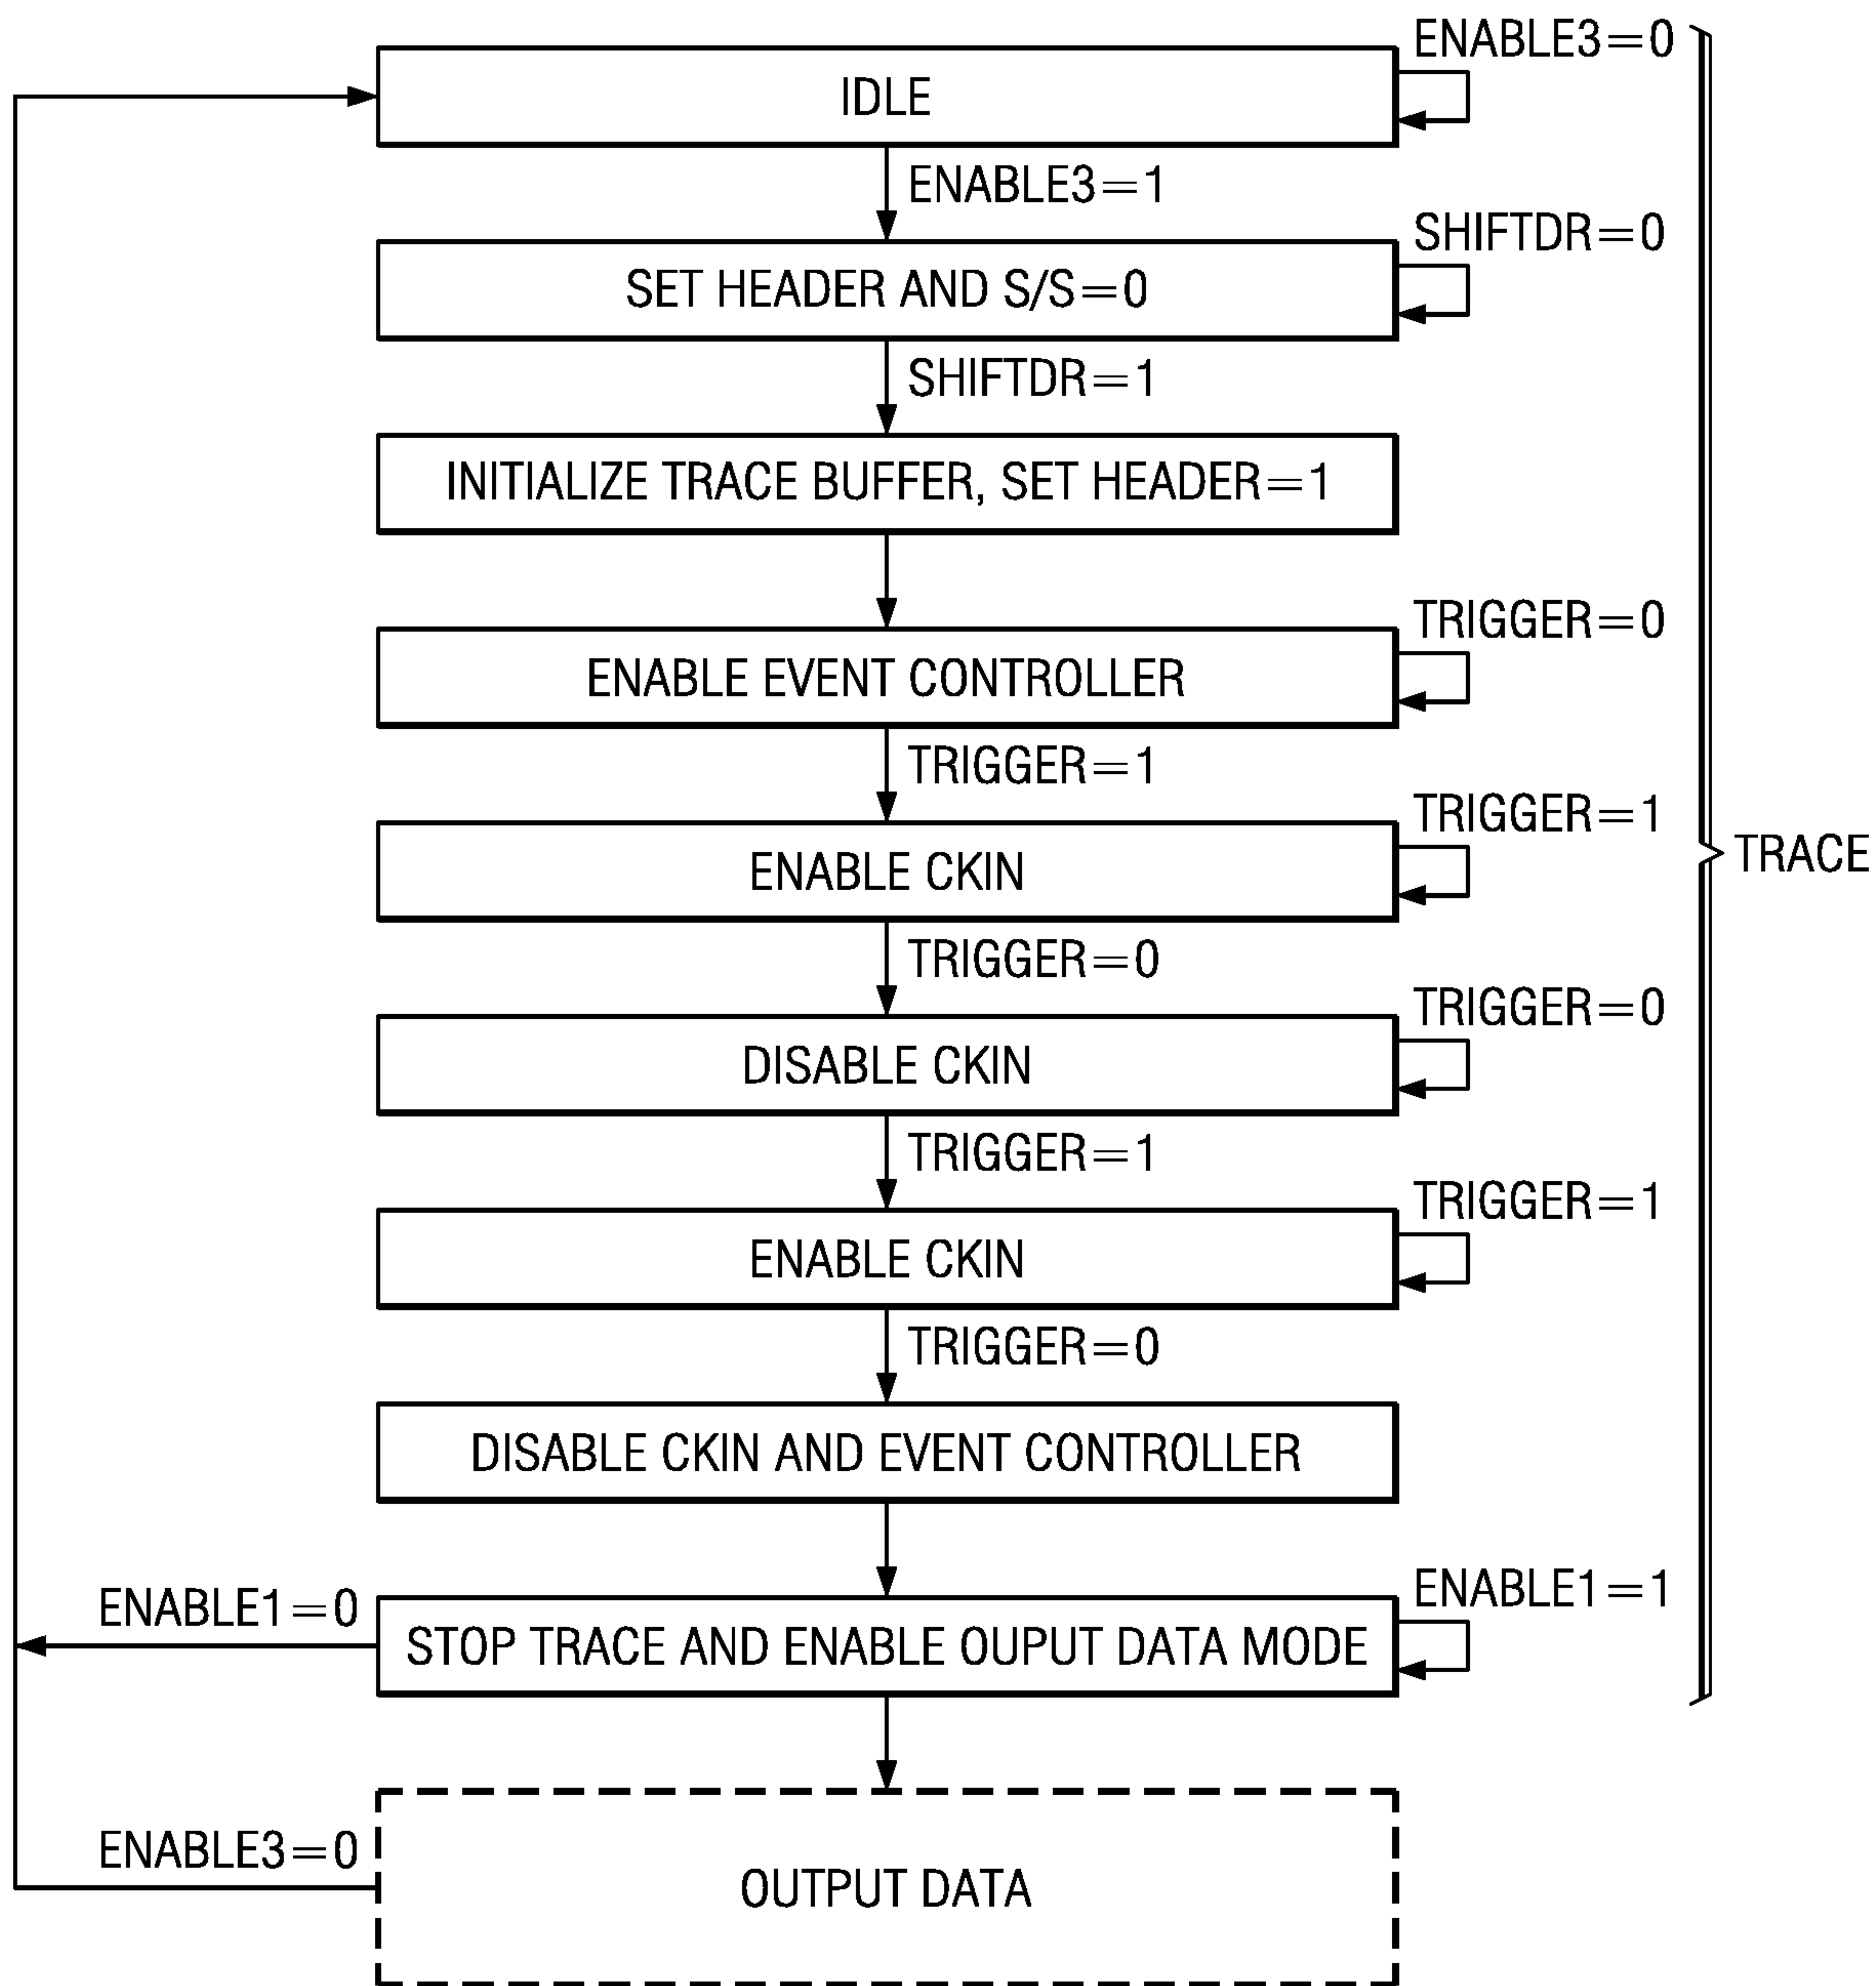 ENABLE3=0
IDLE
ENABLE3=1
SHIFTDR=0
SET HEADER AND S/S=0
SHIFTDR=1
INITIALIZE TRACE BUFFER, SET HEADER=1
TRIGGER=0
ENABLE EVENT CONTROLLER
TRIGGER=1
TRIGGER=1
ENABLE CKIN
TRACE
TRIGGER=0
TRIGGER=0
DISABLE CKIN
TRIGGER=1
TRIGGER=1
ENABLE CKIN
TRIGGER=0
DISABLE CKIN AND EVENT CONTROLLER
ENABLE1=1
ENABLE1=0
STOP TRACE AND ENABLE OUPUT DATA MODE
ENABLE3=0
OUTPUT DATA